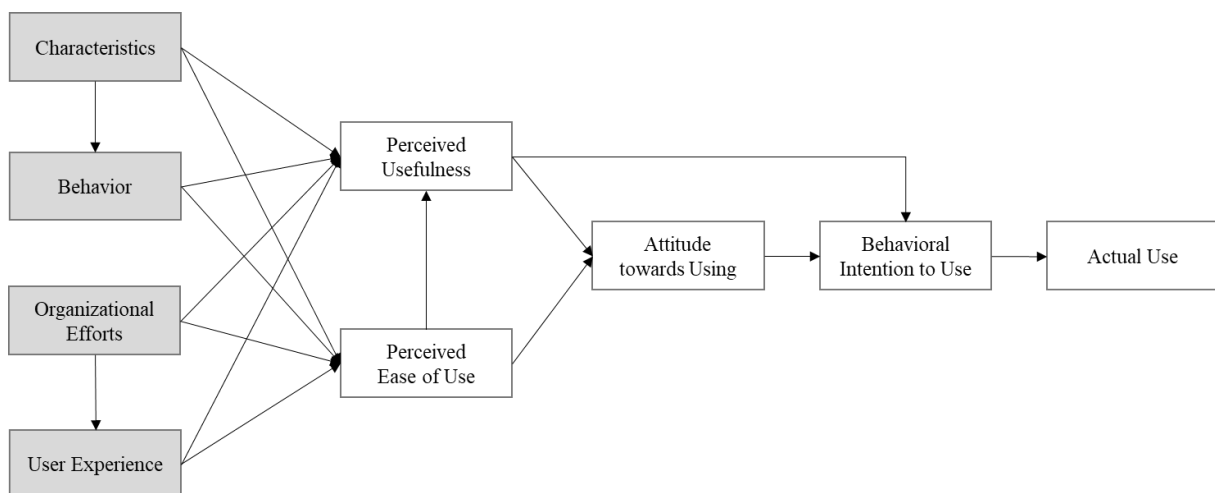 Characteristics
Behavior
Organizational
Efforts
User Experience
Perceived
Usefulness
Perceived
Ease of Use
Attitude
towards Using
Behavioral
Intention to Use
Actual Use